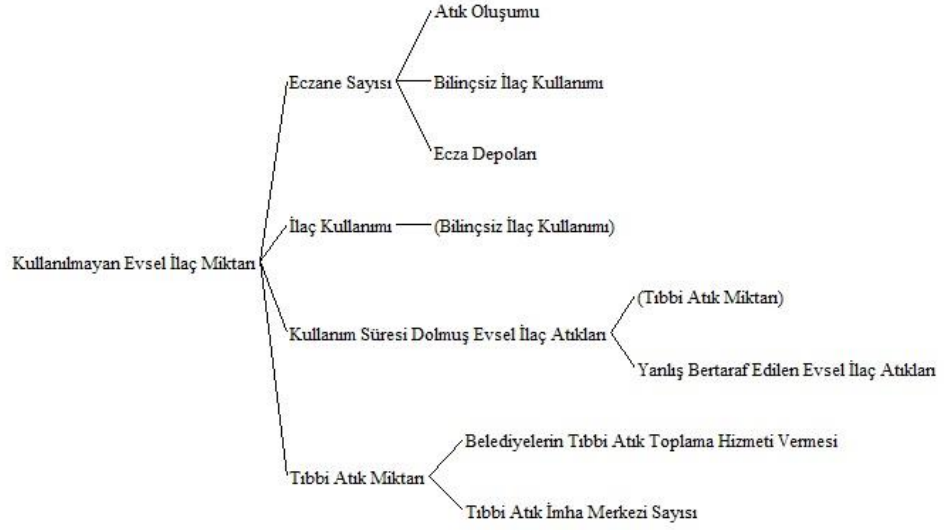 Atık Oluşumu
Eczane Sayısı
Bilinçsiz İlaç Kullanımı
Ecza Depoları
İlaç Kullanımı
(Bilinçsiz İlaç Kullanımı)
Kullanılmayan Evsel İlaç Miktarı
(Tıbbi Atık Miktarı)
Kullanım Süresi Dolmuş Evsel İlaç Atıkları
Yanlış Bertaraf Edilen Evsel İlaç Atıkları
Belediyelerin Tıbbi Atık Toplama Hizmeti Vermesi
Tıbbi Atık Miktarı
Tıbbi Atık İmha Merkezi Sayısı